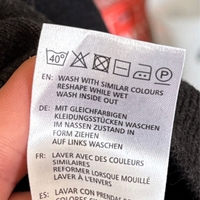 40°
P
EN: WASH WITH SIMILAR COLOURS
RESHAPE WHILE WET
WASH INSIDE OUT
DE: MIT GLEICHFARBIGEN
KLEIDUNGSSTÜCKEN WASCHEN
IM NASSEN ZUSTAND IN
FORM ZIEHEN
AUF LINKS WASCHEN
FR: LAVER AVEC DES COULEURS
SIMILAIRES
REFORMER LORSQUE MOUILLÉ
LAVER À L'ENVERS
ES: LAVAR CON PRENDAS DE